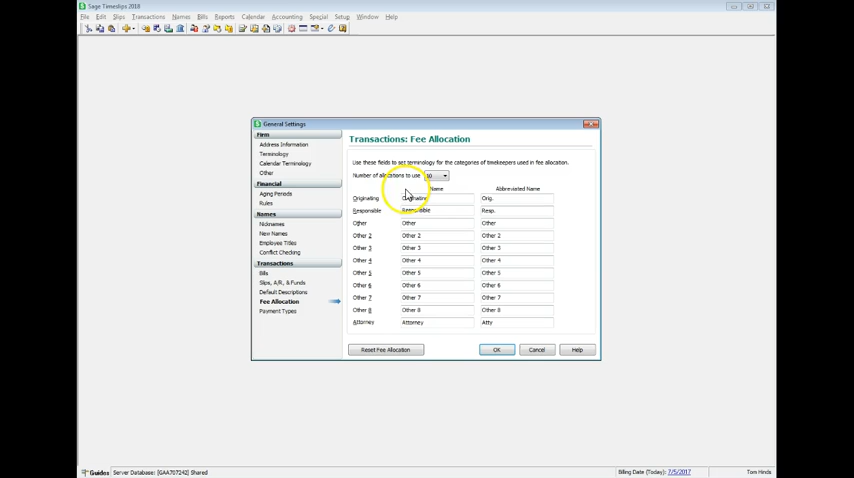 Sage Timeslips 2018
File Edit Slips Transactions Names Bills Reports Calendar Accounting Special Setup Window Help
General Settings
Firm
Address Information
Terminology
Calendar Terminology
Other
Financial
Aging Periods
Rules
Names
Nicknames
New Names
Employee Titles
Conflict Checking
Transactions
Bills
Slips, A/R, & Funds
Default Descriptions
Fee Allocation
Payment Types
Transactions: Fee Allocation
Use these fields to set terminology for the categories of timekeepers used in fee allocation.
Number of allocations to use 10
Name Abbreviated Name
Originating Originating Orig.
Responsible Responsible Resp.
Other Other Other
Other 2 Other 2 Other 2
Other 3 Other 3 Other 3
Other 4 Other 4 Other 4
Other 5 Other 5 Other 5
Other 6 Other 6 Other 6
Other 7 Other 7 Other 7
Other 8 Other 8 Other 8
Attorney Attorney Atty
Reset Fee Allocation OK Cancel Help
Guides Server Database: [GAA707242] Shared Billing Date (Today): 7/5/2017 Tom Hinds